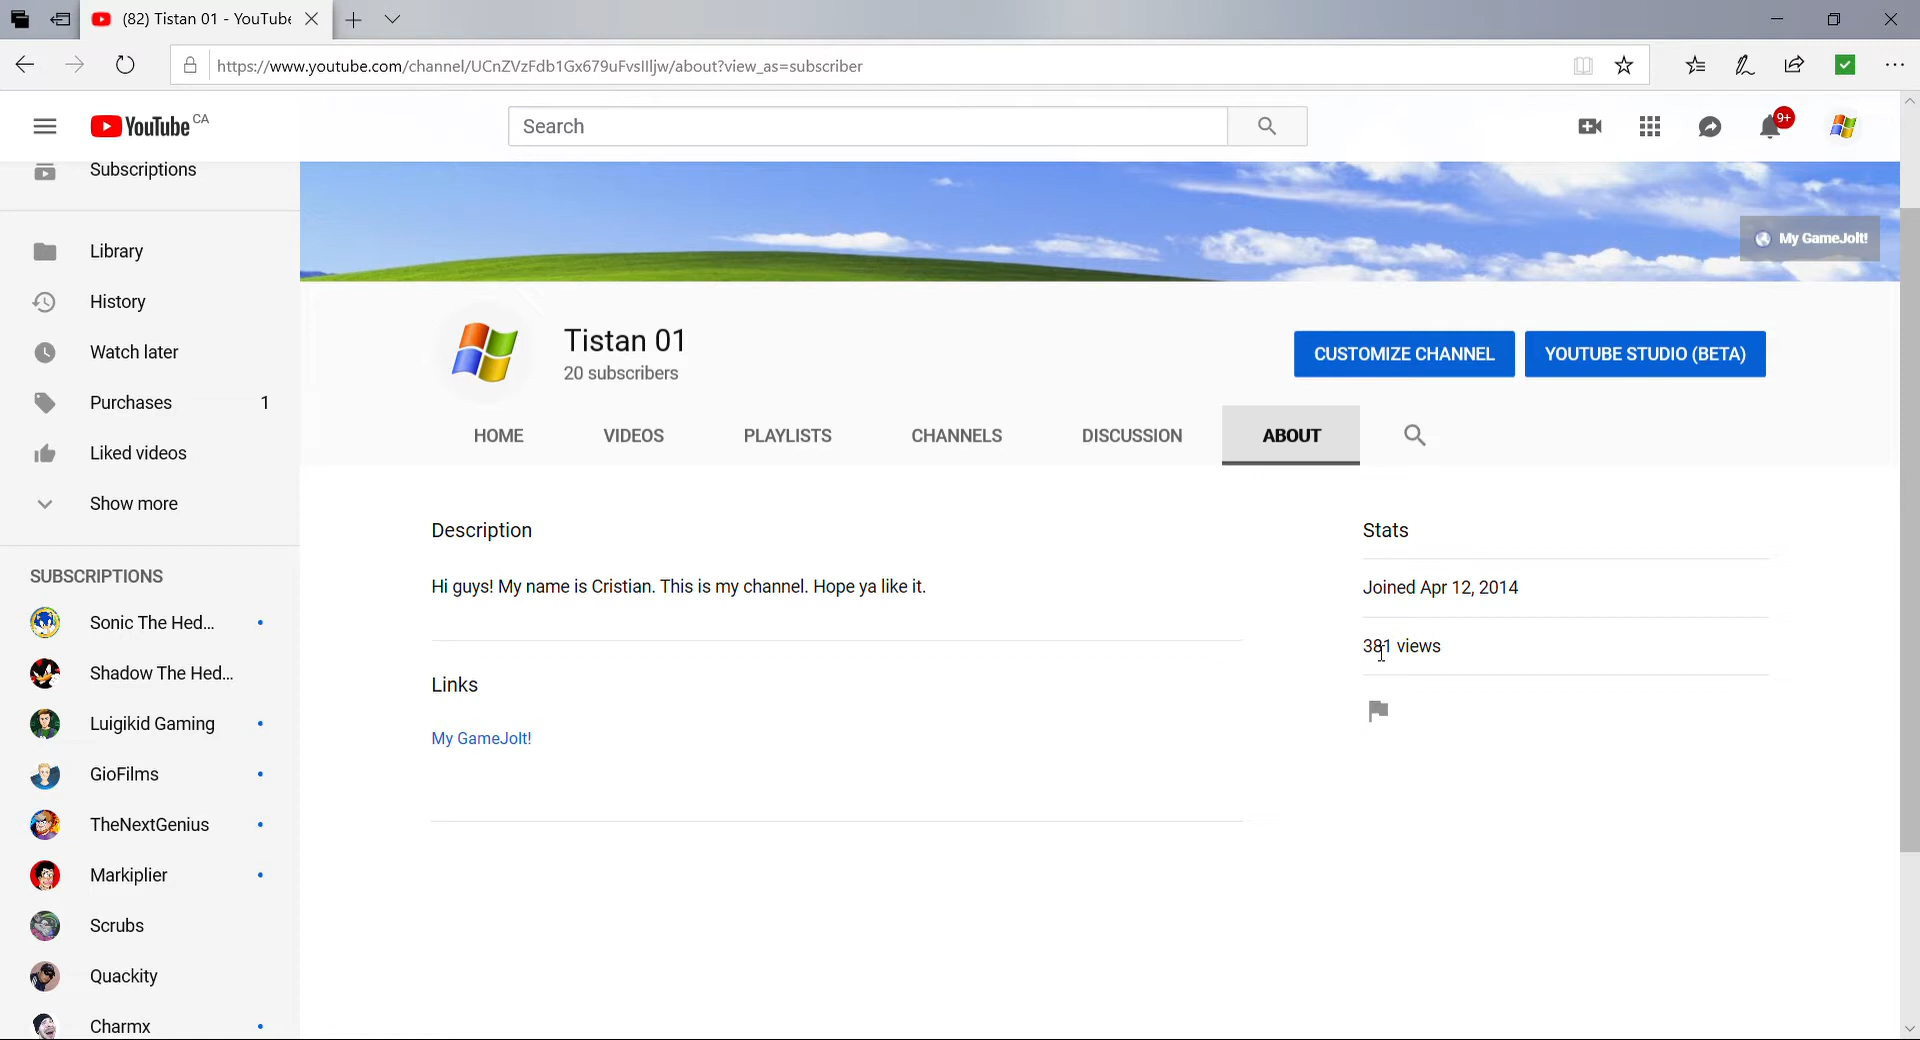 (82) Tistan 01 - YouTube
https://www.youtube.com/channel/UCnZVzFdb1Gx679uFvsIIljw/about?view_as=subscriber
YouTube CA
Search
9+
Subscriptions
Library
History
Watch later
Purchases 1
Liked videos
Show more
SUBSCRIPTIONS
Sonic The Hed...
Shadow The Hed...
Luigikid Gaming
GioFilms
TheNextGenius
Markiplier
Scrubs
Quackity
Charmx
My GameJolt!
Tistan 01
20 subscribers
CUSTOMIZE CHANNEL
YOUTUBE STUDIO (BETA)
HOME VIDEOS PLAYLISTS CHANNELS DISCUSSION ABOUT
Description
Hi guys! My name is Cristian. This is my channel. Hope ya like it.
Links
My GameJolt!
Stats
Joined Apr 12, 2014
381 views